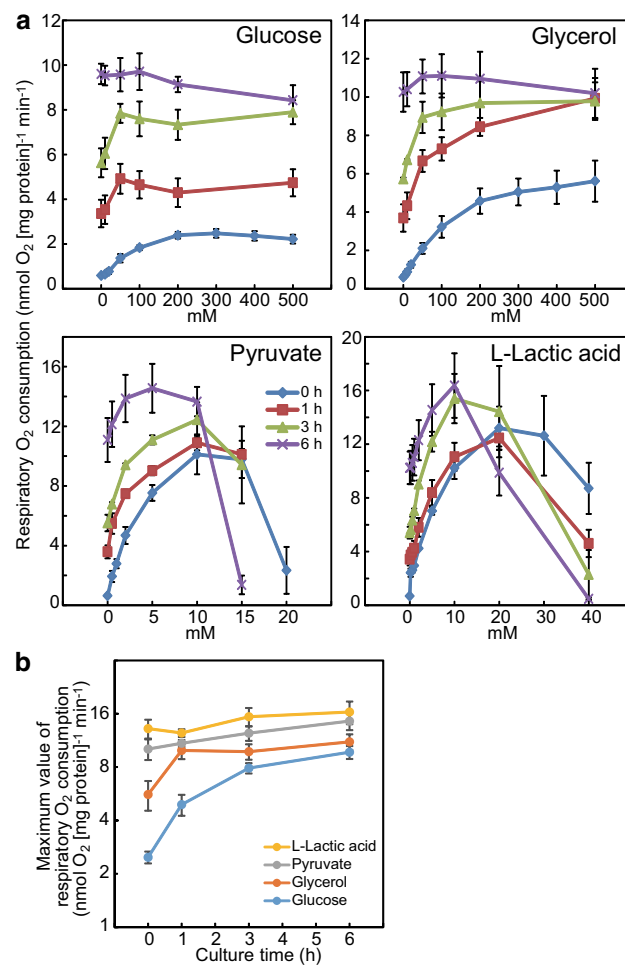 a
Respiratory O2 consumption (nmol O2 [mg protein]-1 min-1)
Glucose
12
10
8
6
4
2
0
0 100 200 300 400 500
mM
Glycerol
14
12
10
8
6
4
2
0
0 100 200 300 400 500
mM
Pyruvate
16
12
8
4
0
0 5 10 15 20
mM
0 h
1 h
3 h
6 h
L-Lactic acid
20
16
12
8
4
0
0 10 20 30 40
mM
b
Maximum value of
respiratory O2 consumption
(nmol O2 [mg protein]-1 min-1)
16
8
4
2
1
L-Lactic acid
Pyruvate
Glycerol
Glucose
0 1 2 3 4 5 6
Culture time (h)